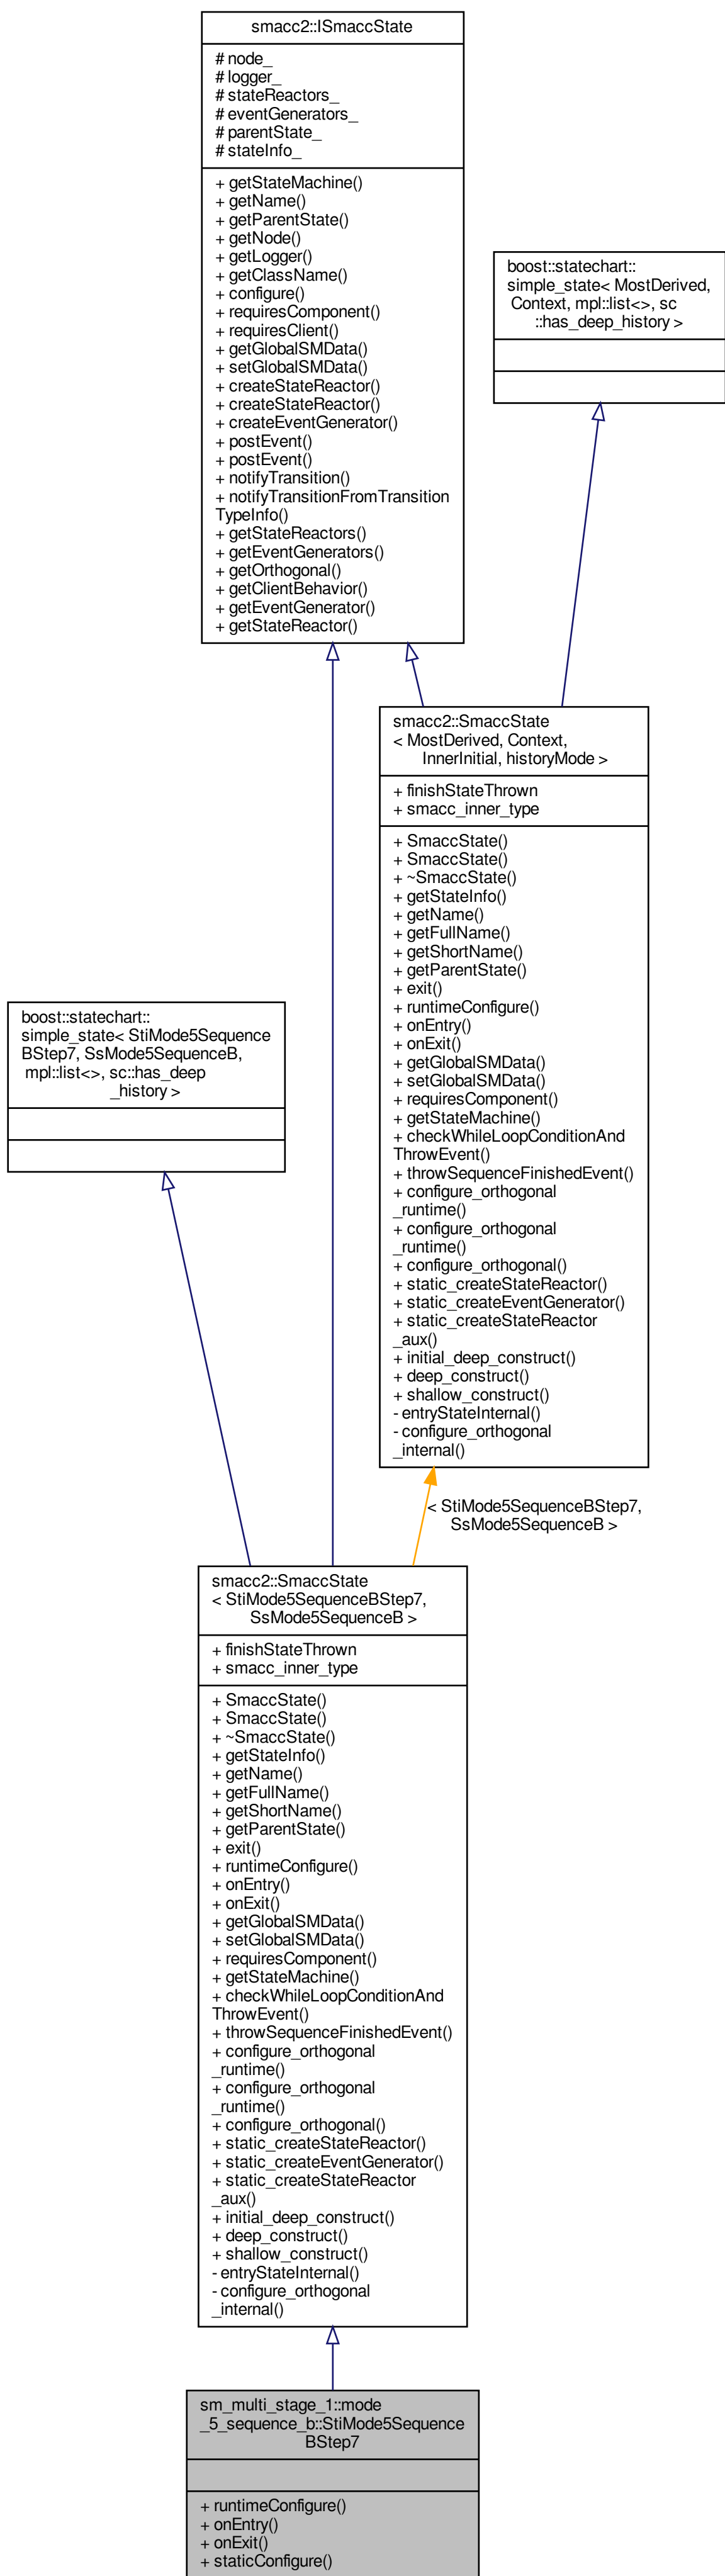 smacc2::ISmaccState
# node_
# logger_
# stateReactors_
# eventGenerators_
# parentState_
# stateInfo_
+ getStateMachine()
+ getName()
+ getParentState()
+ getNode()
+ getLogger()
+ getClassName()
+ configure()
+ requiresComponent()
+ requiresClient()
+ getGlobalSMData()
+ setGlobalSMData()
+ createStateReactor()
+ createStateReactor()
+ createEventGenerator()
+ postEvent()
+ postEvent()
+ notifyTransition()
+ notifyTransitionFromTransition
TypeInfo()
+ getStateReactors()
+ getEventGenerators()
+ getOrthogonal()
+ getClientBehavior()
+ getEventGenerator()
+ getStateReactor()
boost::statechart::
simple_state< MostDerived,
Context, mpl::list<>, sc
::has_deep_history >
smacc2::SmaccState
< MostDerived, Context,
InnerInitial, historyMode >
+ finishStateThrown
+ smacc_inner_type
+ SmaccState()
+ SmaccState()
+ ~SmaccState()
+ getStateInfo()
+ getName()
+ getFullName()
+ getShortName()
+ getParentState()
+ exit()
+ runtimeConfigure()
+ onEntry()
+ onExit()
+ getGlobalSMData()
+ setGlobalSMData()
+ requiresComponent()
+ getStateMachine()
+ checkWhileLoopConditionAnd
ThrowEvent()
+ throwSequenceFinishedEvent()
+ configure_orthogonal
_runtime()
+ configure_orthogonal
_runtime()
+ configure_orthogonal()
+ static_createStateReactor()
+ static_createEventGenerator()
+ static_createStateReactor
_aux()
+ initial_deep_construct()
+ deep_construct()
+ shallow_construct()
- entryStateInternal()
- configure_orthogonal
_internal()
boost::statechart::
simple_state< StiMode5Sequence
BStep7, SsMode5SequenceB,
mpl::list<>, sc::has_deep
_history >
< StiMode5SequenceBStep7,
SsMode5SequenceB >
smacc2::SmaccState
< StiMode5SequenceBStep7,
SsMode5SequenceB >
+ finishStateThrown
+ smacc_inner_type
+ SmaccState()
+ SmaccState()
+ ~SmaccState()
+ getStateInfo()
+ getName()
+ getFullName()
+ getShortName()
+ getParentState()
+ exit()
+ runtimeConfigure()
+ onEntry()
+ onExit()
+ getGlobalSMData()
+ setGlobalSMData()
+ requiresComponent()
+ getStateMachine()
+ checkWhileLoopConditionAnd
ThrowEvent()
+ throwSequenceFinishedEvent()
+ configure_orthogonal
_runtime()
+ configure_orthogonal
_runtime()
+ configure_orthogonal()
+ static_createStateReactor()
+ static_createEventGenerator()
+ static_createStateReactor
_aux()
+ initial_deep_construct()
+ deep_construct()
+ shallow_construct()
- entryStateInternal()
- configure_orthogonal
_internal()
sm_multi_stage_1::mode
_5_sequence_b::StiMode5Sequence
BStep7
+ runtimeConfigure()
+ onEntry()
+ onExit()
+ staticConfigure()